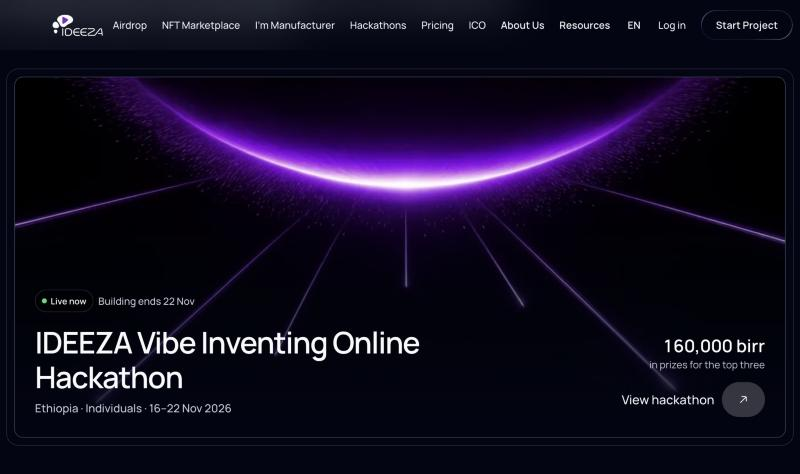 IDEEZA
Airdrop
NFT Marketplace
I'm Manufacturer
Hackathons
Pricing
ICO
About Us
Resources
EN
Log in
Start Project
Live now
Building ends 22 Nov
IDEEZA Vibe Inventing Online
Hackathon
Ethiopia · Individuals · 16–22 Nov 2026
160,000 birr
in prizes for the top three
View hackathon